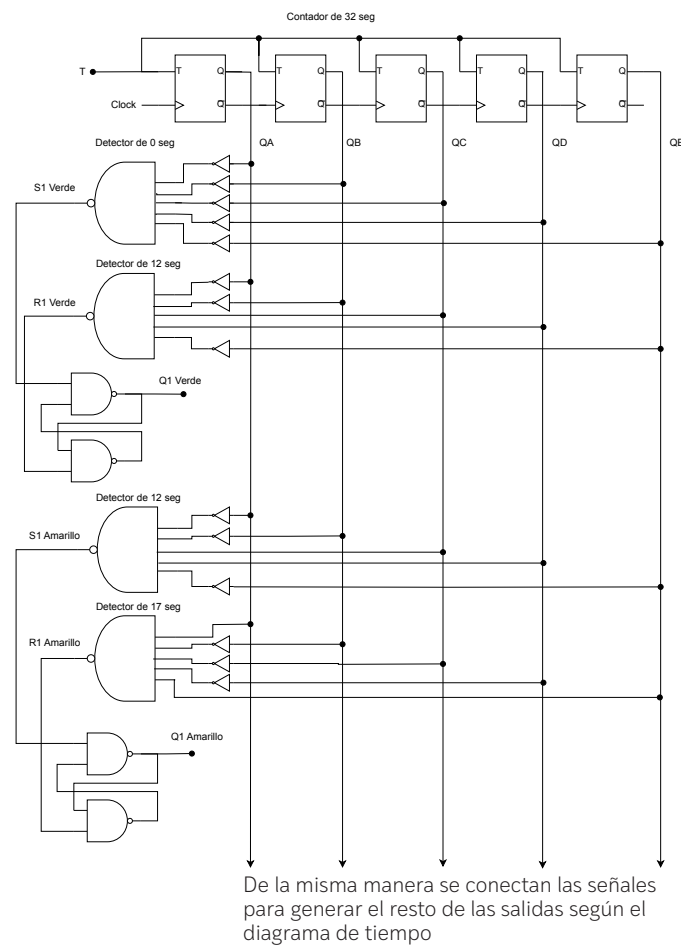 Contador de 32 seg
T
T Q T Q T Q T Q T Q
Clock
Q Q Q Q Q
QA QB QC QD QE
Detector de 0 seg
S1 Verde
Detector de 12 seg
R1 Verde
Q1 Verde
Detector de 12 seg
S1 Amarillo
Detector de 17 seg
R1 Amarillo
Q1 Amarillo
De la misma manera se conectan las señales
para generar el resto de las salidas según el
diagrama de tiempo